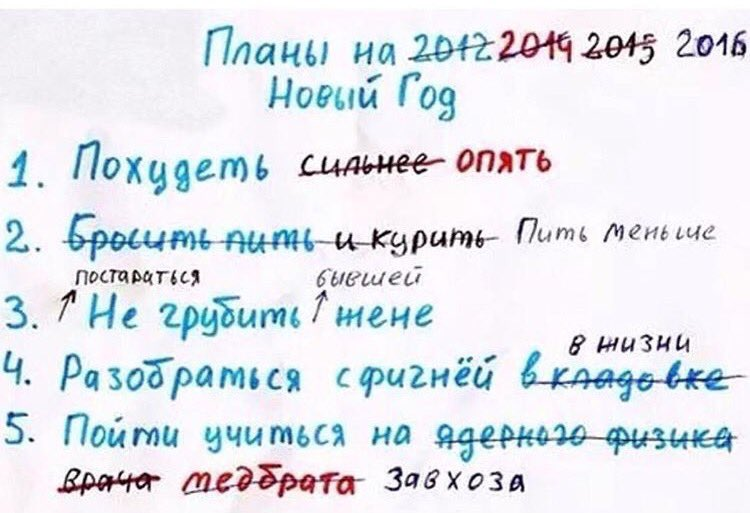 Планы на 2012 2014 2015 2016
Новый Год
1. Похудеть сильнее опять
2. Бросить пить и курить Пить меньше
постараться бывшей
3. Не грубить жене
в жизни
4. Разобраться с фигнёй в кладовке
5. Пойти учиться на ядерного физика
врача медбрата завхоза